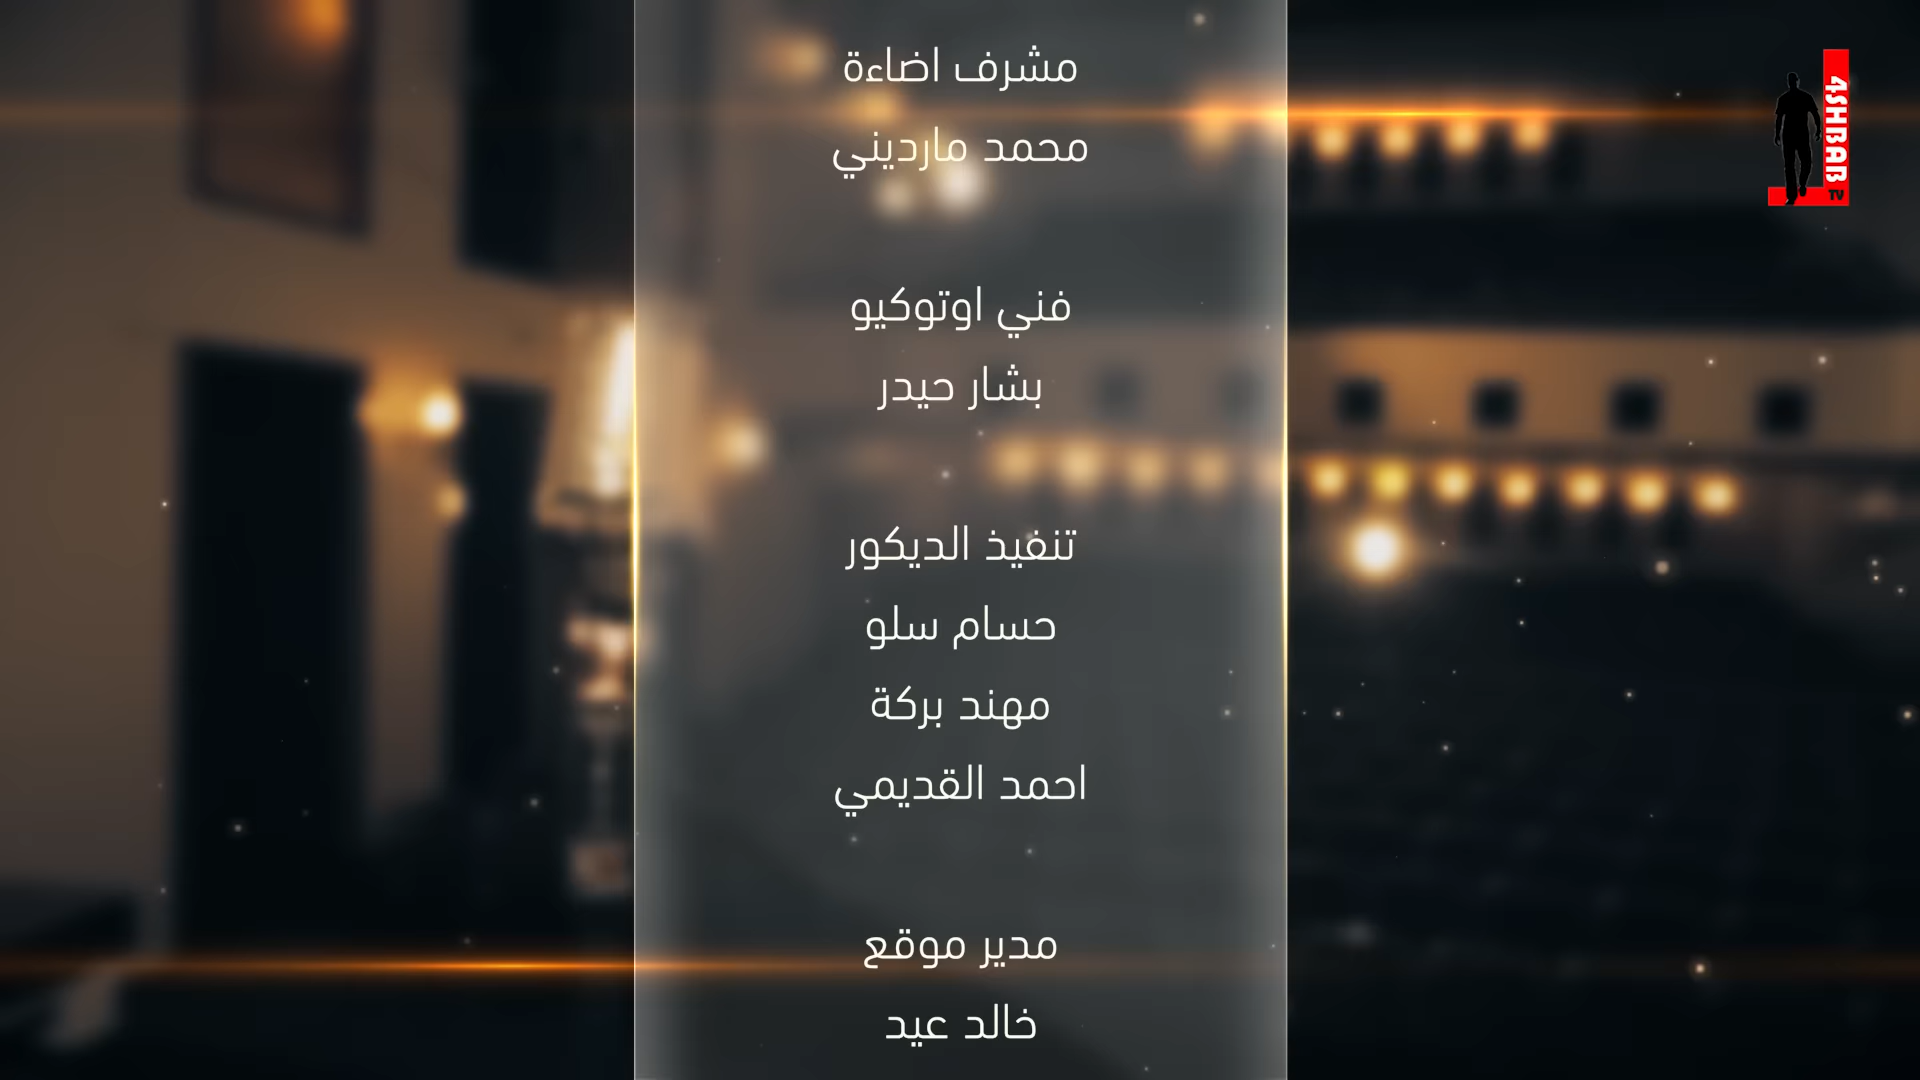 مشرف اضاءة
محمد مارديني
فني اوتوكيو
بشار حيدر
تنفيذ الديكور
حسام سلو
مهند بركة
احمد القديمي
مدير موقع
خالد عيد
4SHBAB
TV